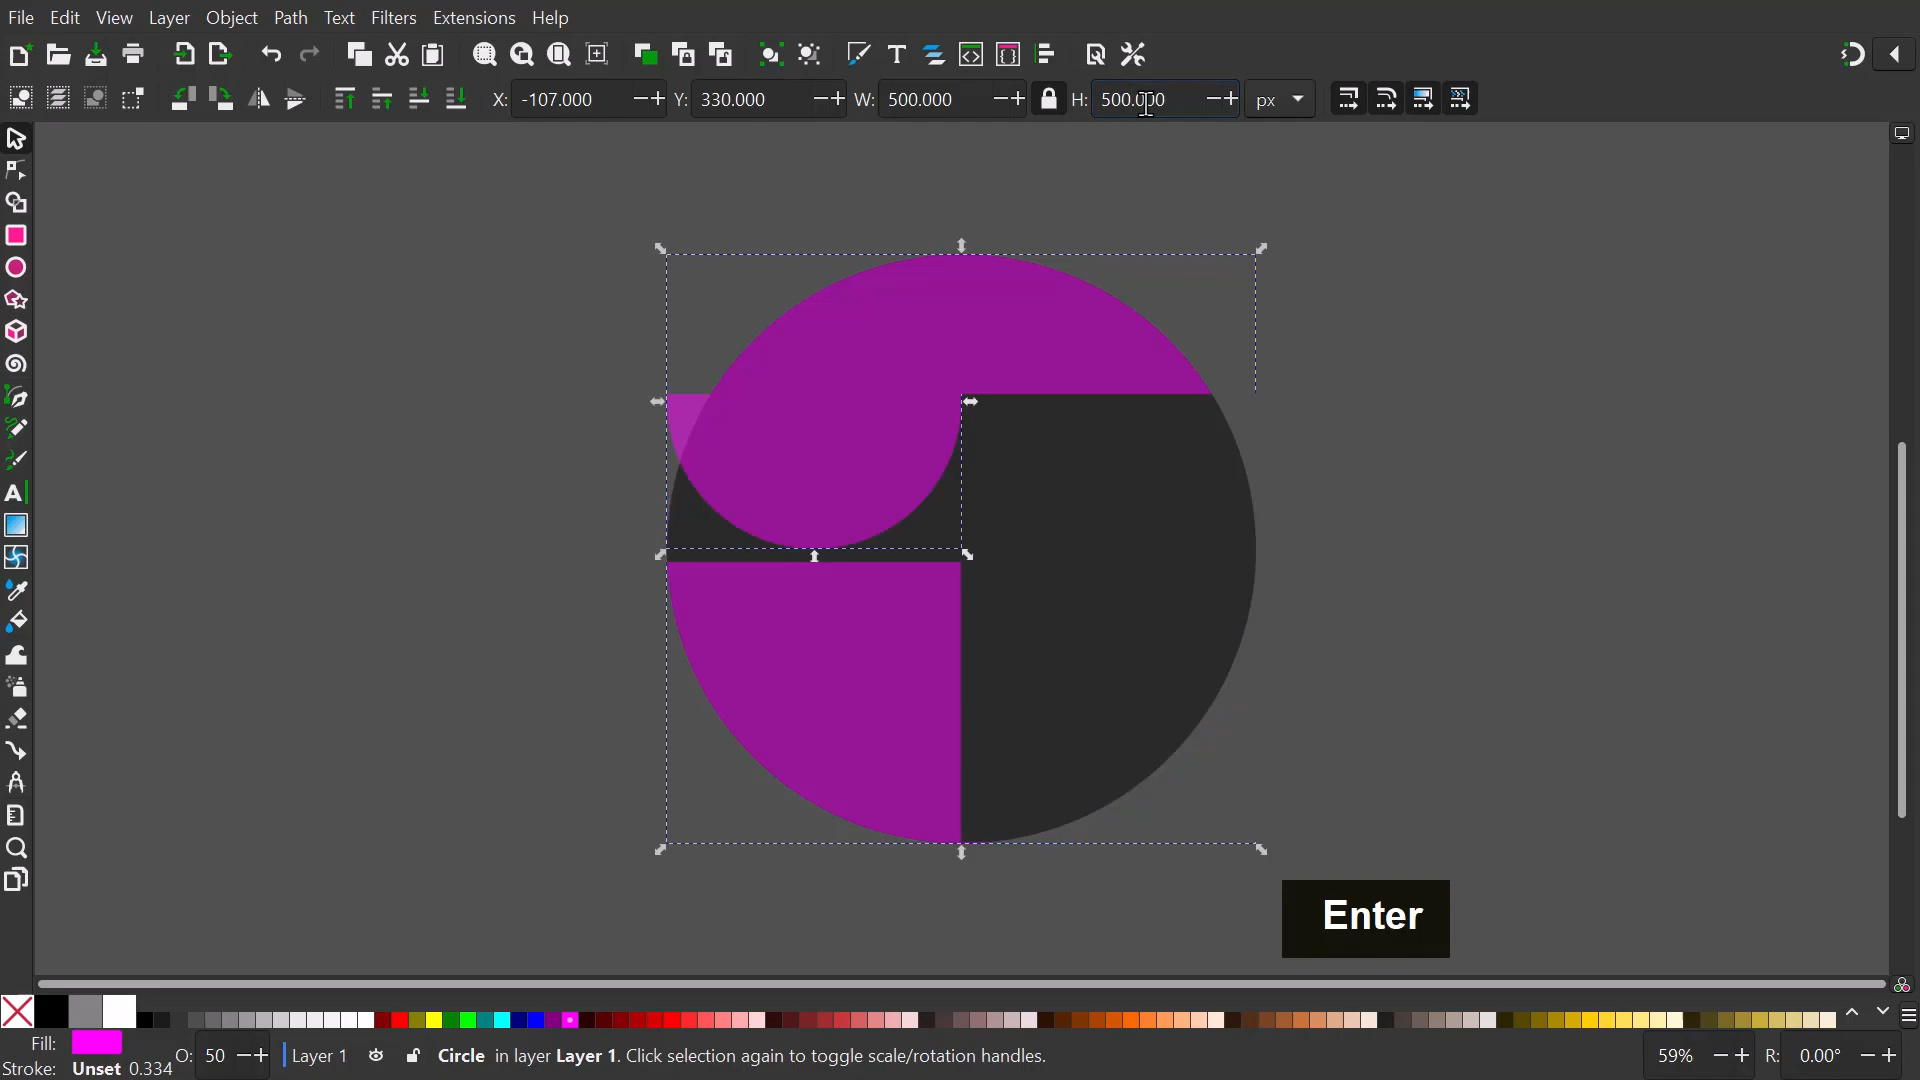 File Edit View Layer Object Path Text Filters Extensions Help
X: -107.000 Y: 330.000 W: 500.000 H: 500.000 px
Enter
Fill:
Stroke: Unset 0.334 O: 50 Layer 1 Circle in layer Layer 1. Click selection again to toggle scale/rotation handles. 59% R: 0.00°